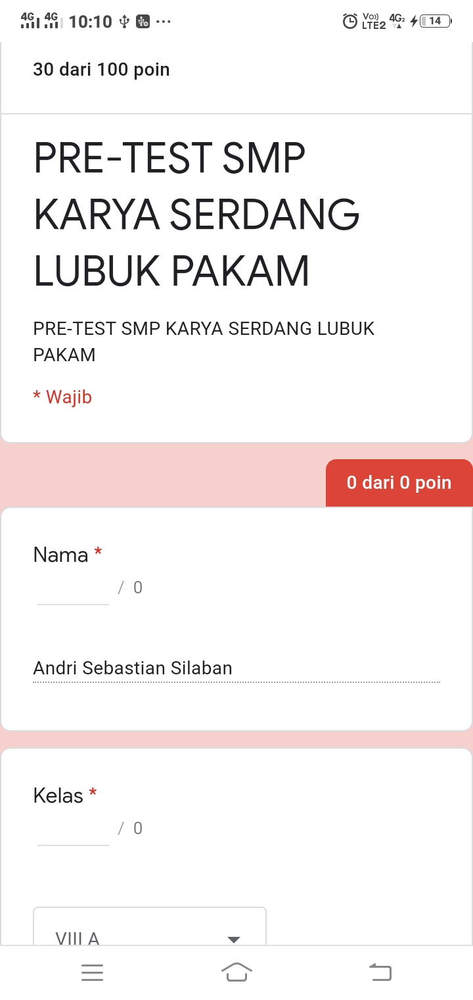 4G 4G 10:10 ... Vo)) LTE2 4G2 14
30 dari 100 poin
PRE-TEST SMP
KARYA SERDANG
LUBUK PAKAM
PRE-TEST SMP KARYA SERDANG LUBUK
PAKAM
* Wajib
0 dari 0 poin
Nama *
/ 0
Andri Sebastian Silaban
Kelas *
/ 0
VIII A